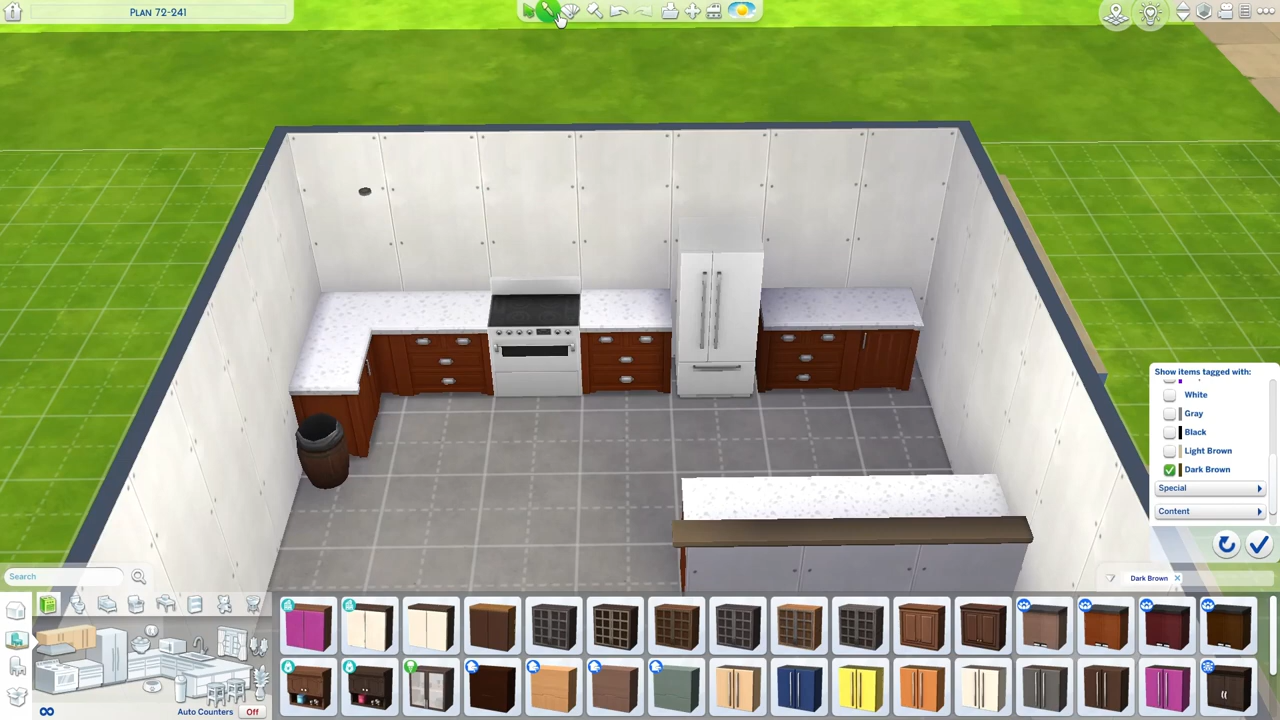 PLAN 72-241
Show items tagged with:
White
Gray
Black
Light Brown
Dark Brown
Special
Content
Search
Dark Brown
Auto Counters
Off